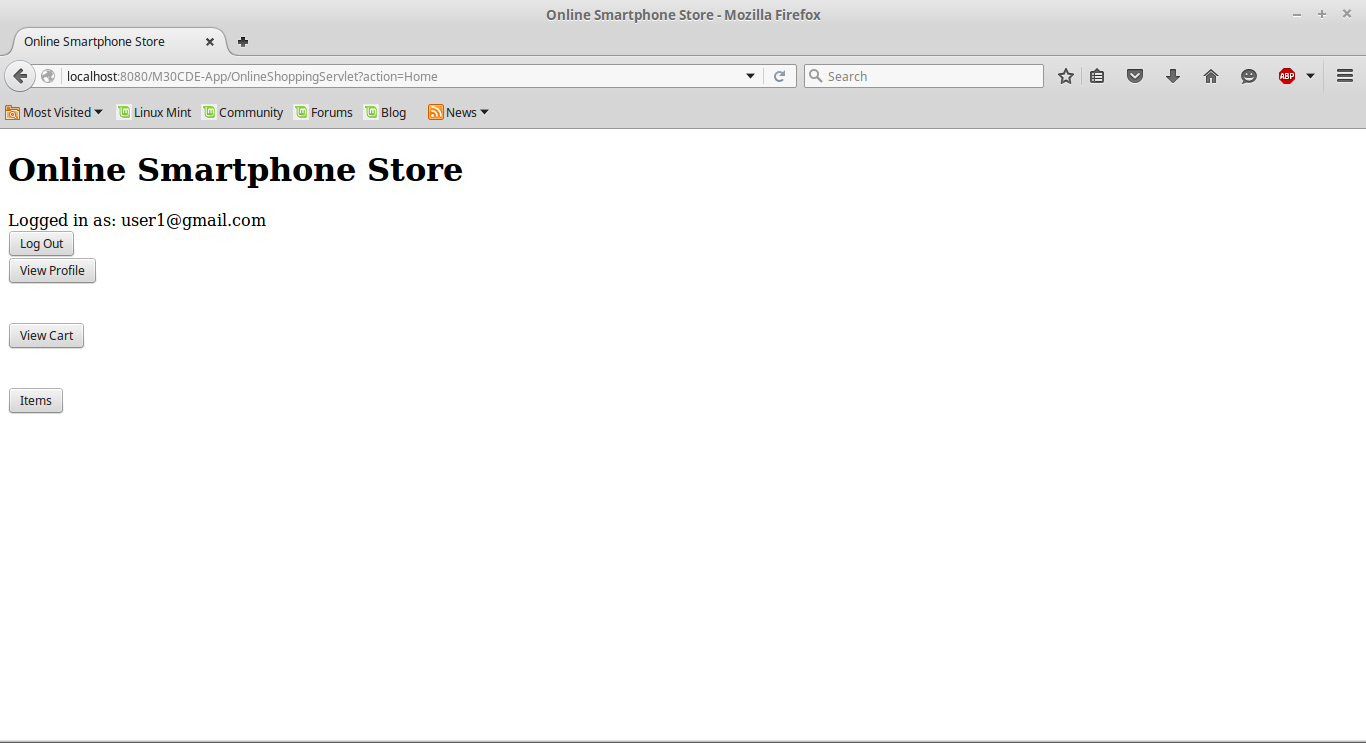 Online Smartphone Store - Mozilla Firefox
Online Smartphone Store
localhost:8080/M30CDE-App/OnlineShoppingServlet?action=Home
Search
ABP
Most Visited
Linux Mint
Community
Forums
Blog
News
Online Smartphone Store
Logged in as: user1@gmail.com
Log Out
View Profile
View Cart
Items